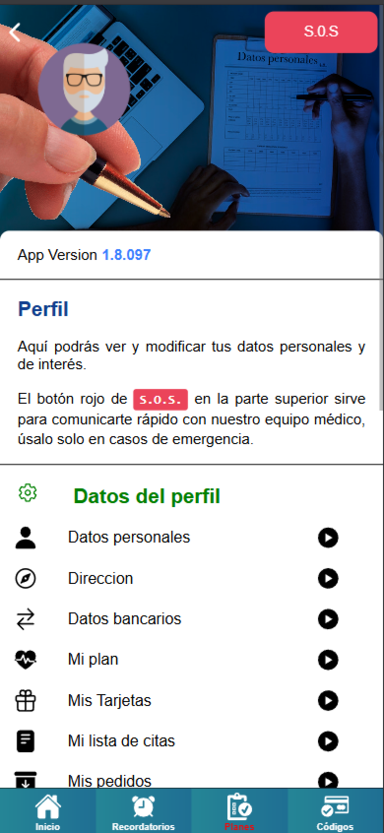 S.O.S
Datos personales
App Version 1.8.097
Perfil
Aquí podrás ver y modificar tus datos personales y
de interés.
El botón rojo de s.o.s. en la parte superior sirve
para comunicarte rápido con nuestro equipo médico,
úsalo solo en casos de emergencia.
Datos del perfil
Datos personales
Direccion
Datos bancarios
Mi plan
Mis Tarjetas
Mi lista de citas
Mis pedidos
Inicio
Recordatorios
Planes
Códigos